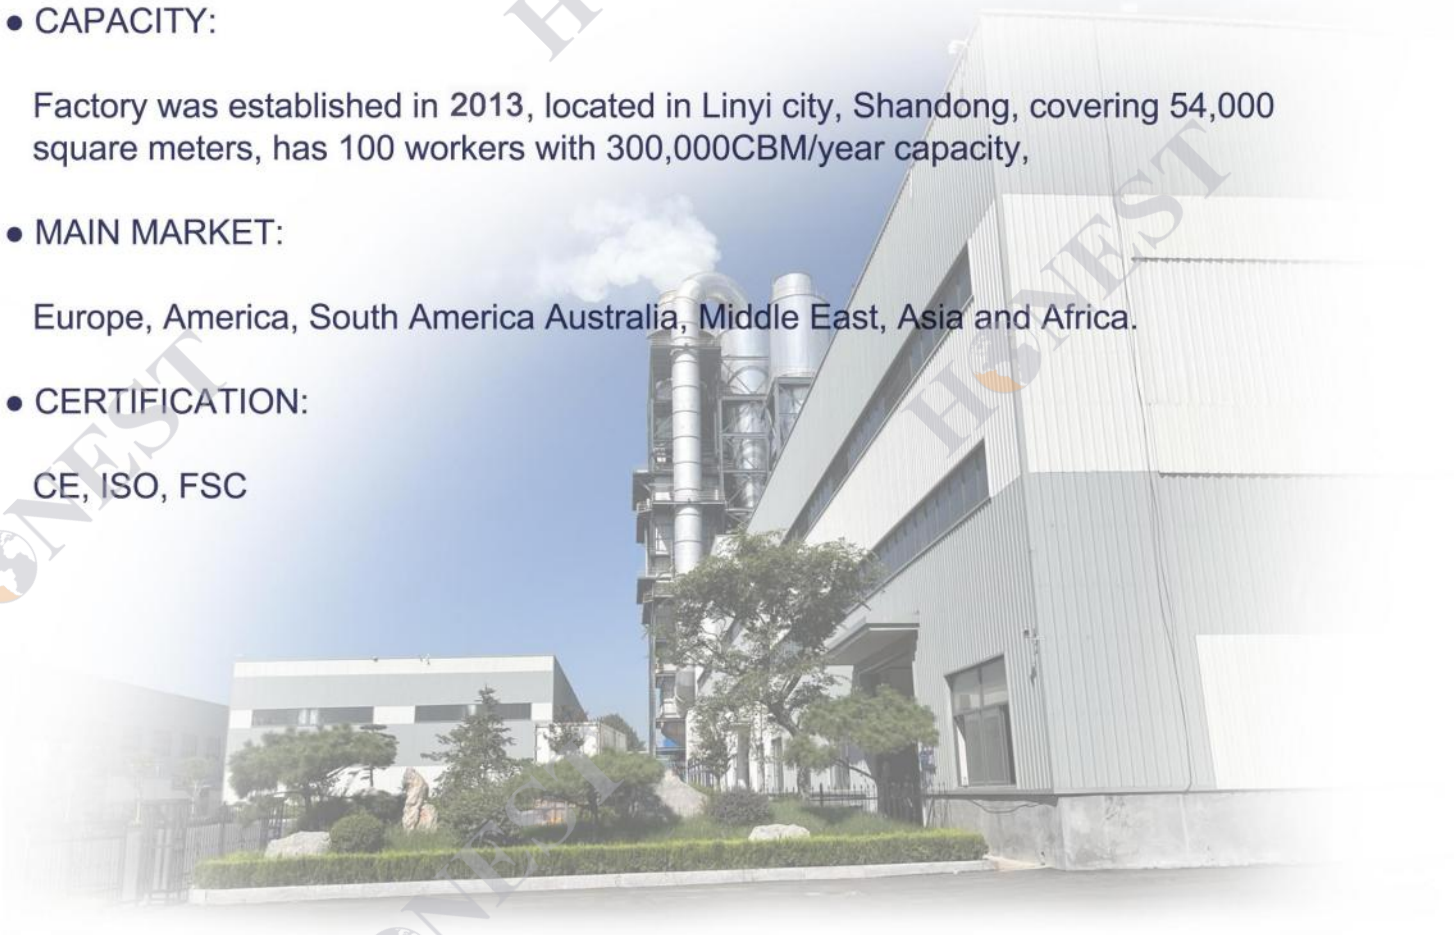 ● CAPACITY:
Factory was established in 2013, located in Linyi city, Shandong, covering 54,000
square meters, has 100 workers with 300,000CBM/year capacity,
● MAIN MARKET:
Europe, America, South America Australia, Middle East, Asia and Africa.
● CERTIFICATION:
CE, ISO, FSC
HONEST